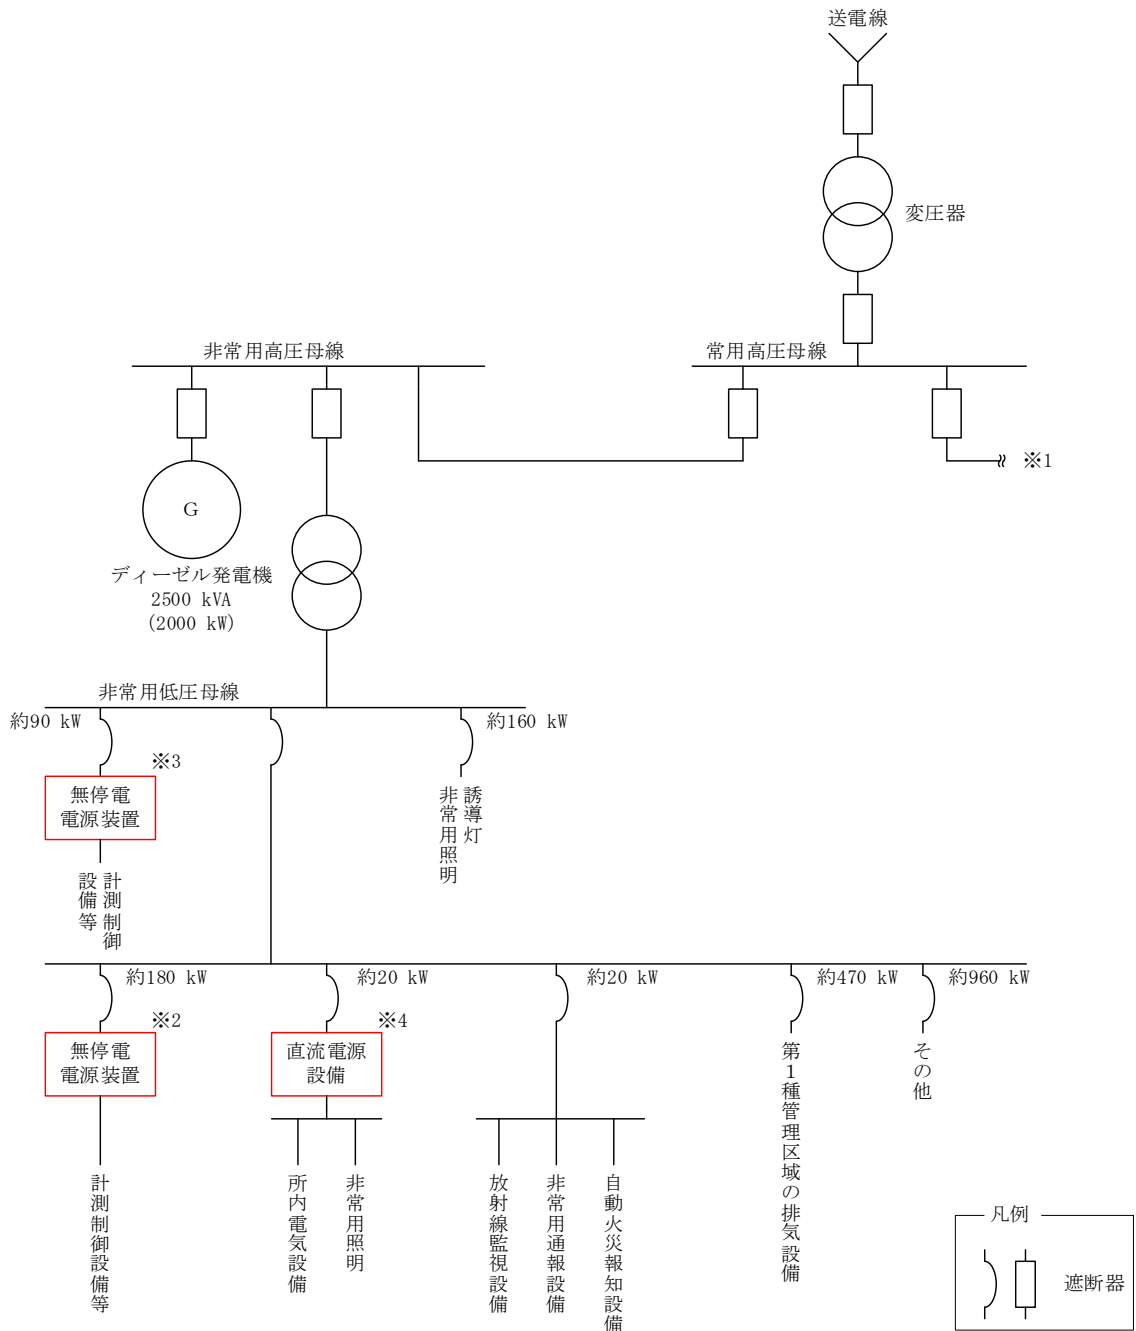 送電線
変圧器
非常用高圧母線
常用高圧母線
※1
G
ディーゼル発電機
2500 kVA
(2000 kW)
非常用低圧母線
約90 kW
約160 kW
※3
無停電
電源装置
誘導灯
非常用照明
計測制御
設備等
約180 kW
約20 kW
約20 kW
約470 kW
約960 kW
※2
※4
無停電
電源装置
直流電源
設備
第1種管理区域の排気設備
その他
計測制御設備等
所内電気設備
非常用照明
放射線監視設備
非常用通報設備
自動火災報知設備
凡例
遮断器